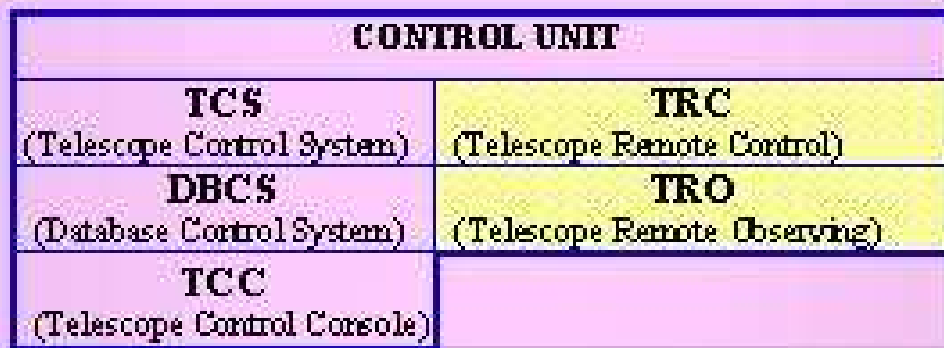 CONTROL UNIT
TCS
(Telescope Control System)
TRC
(Telescope Remote Control)
DBCS
(Database Control System)
TRO
(Telescope Remote Observing)
TCC
(Telescope Control Console)